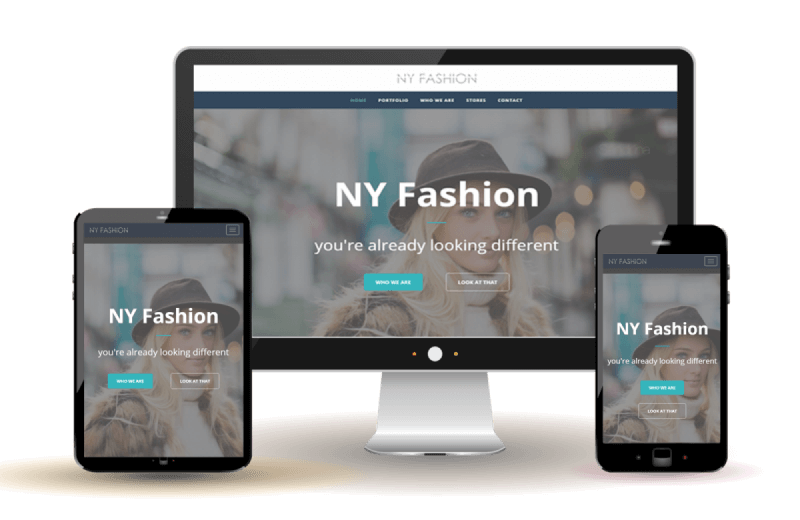 NY FASHION
HOME PORTFOLIO WHO WE ARE STORES CONTACT
NY Fashion
you're already looking different
WHO WE ARE LOOK AT THAT
NY FASHION
NY Fashion
you're already looking different
WHO WE ARE LOOK AT THAT
NY FASHION
NY Fashion
you're already looking different
WHO WE ARE
LOOK AT THAT